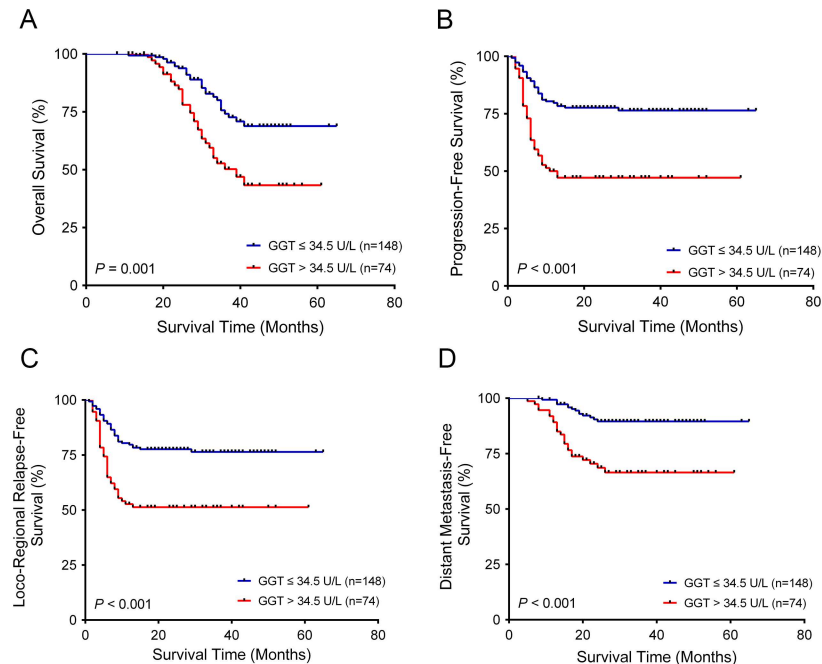 A
Overall Suvival (%)
100
75
50
25
0
0 20 40 60 80
Survival Time (Months)
GGT ≤ 34.5 U/L (n=148)
GGT > 34.5 U/L (n=74)
P = 0.001
B
Progression-Free Survival (%)
100
75
50
25
0
0 20 40 60 80
Survival Time (Months)
GGT ≤ 34.5 U/L (n=148)
GGT > 34.5 U/L (n=74)
P < 0.001
C
Loco-Regional Relapse-Free
Survival (%)
100
75
50
25
0
0 20 40 60 80
Survival Time (Months)
GGT ≤ 34.5 U/L (n=148)
GGT > 34.5 U/L (n=74)
P < 0.001
D
Distant Metastasis-Free
Survival (%)
100
75
50
25
0
0 20 40 60 80
Survival Time (Months)
GGT ≤ 34.5 U/L (n=148)
GGT > 34.5 U/L (n=74)
P < 0.001